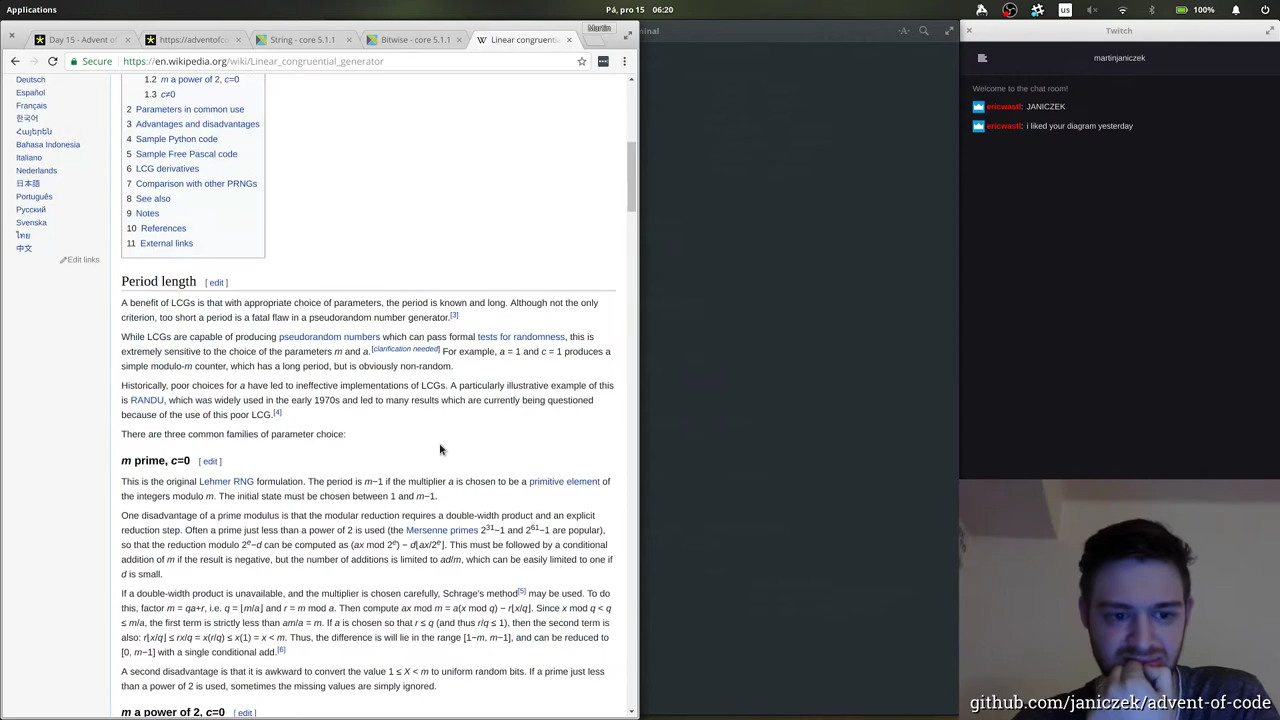 Applications
Pá, pro 15 06:20
us
100%
Martin
Day 15 - Advent of
https://adventofco
String - core 5.1.1
Bitwise - core 5.1.1
Linear congruentia
minal
Twitch
Secure
https://en.wikipedia.org/wiki/Linear_congruential_generator
martinjaniczek
Welcome to the chat room!
ericwastl: JANICZEK
ericwastl: i liked your diagram yesterday
Deutsch
Español
Français
한국어
Հայերեն
Bahasa Indonesia
Italiano
Nederlands
日本語
Português
Русский
Svenska
ไทย
中文
Edit links
1.2 m a power of 2, c=0
1.3 c≠0
2 Parameters in common use
3 Advantages and disadvantages
4 Sample Python code
5 Sample Free Pascal code
6 LCG derivatives
7 Comparison with other PRNGs
8 See also
9 Notes
10 References
11 External links
Period length [ edit ]
A benefit of LCGs is that with appropriate choice of parameters, the period is known and long. Although not the only
criterion, too short a period is a fatal flaw in a pseudorandom number generator.[3]
While LCGs are capable of producing pseudorandom numbers which can pass formal tests for randomness, this is
extremely sensitive to the choice of the parameters m and a.[clarification needed] For example, a = 1 and c = 1 produces a
simple modulo-m counter, which has a long period, but is obviously non-random.
Historically, poor choices for a have led to ineffective implementations of LCGs. A particularly illustrative example of this
is RANDU, which was widely used in the early 1970s and led to many results which are currently being questioned
because of the use of this poor LCG.[4]
There are three common families of parameter choice:
m prime, c=0 [ edit ]
This is the original Lehmer RNG formulation. The period is m−1 if the multiplier a is chosen to be a primitive element of
the integers modulo m. The initial state must be chosen between 1 and m−1.
One disadvantage of a prime modulus is that the modular reduction requires a double-width product and an explicit
reduction step. Often a prime just less than a power of 2 is used (the Mersenne primes 2³¹−1 and 2⁶¹−1 are popular),
so that the reduction modulo 2ᵉ−d can be computed as (ax mod 2ᵉ) − d⌊ax/2ᵉ⌋. This must be followed by a conditional
addition of m if the result is negative, but the number of additions is limited to ad/m, which can be easily limited to one if
d is small.
If a double-width product is unavailable, and the multiplier is chosen carefully, Schrage's method[5] may be used. To do
this, factor m = qa+r, i.e. q = ⌊m/a⌋ and r = m mod a. Then compute ax mod m = a(x mod q) − r⌊x/q⌋. Since x mod q < q
≤ m/a, the first term is strictly less than am/a = m. If a is chosen so that r ≤ q (and thus r/q ≤ 1), then the second term is
also: r⌊x/q⌋ ≤ rx/q = x(r/q) ≤ x(1) = x < m. Thus, the difference will lie in the range [1−m, m−1], and can be reduced to
[0, m−1] with a single conditional add.[6]
A second disadvantage is that it is awkward to convert the value 1 ≤ X < m to uniform random bits. If a prime just less
than a power of 2 is used, sometimes the missing values are simply ignored.
m a power of 2, c=0 [ edit ]
github.com/janiczek/advent-of-code